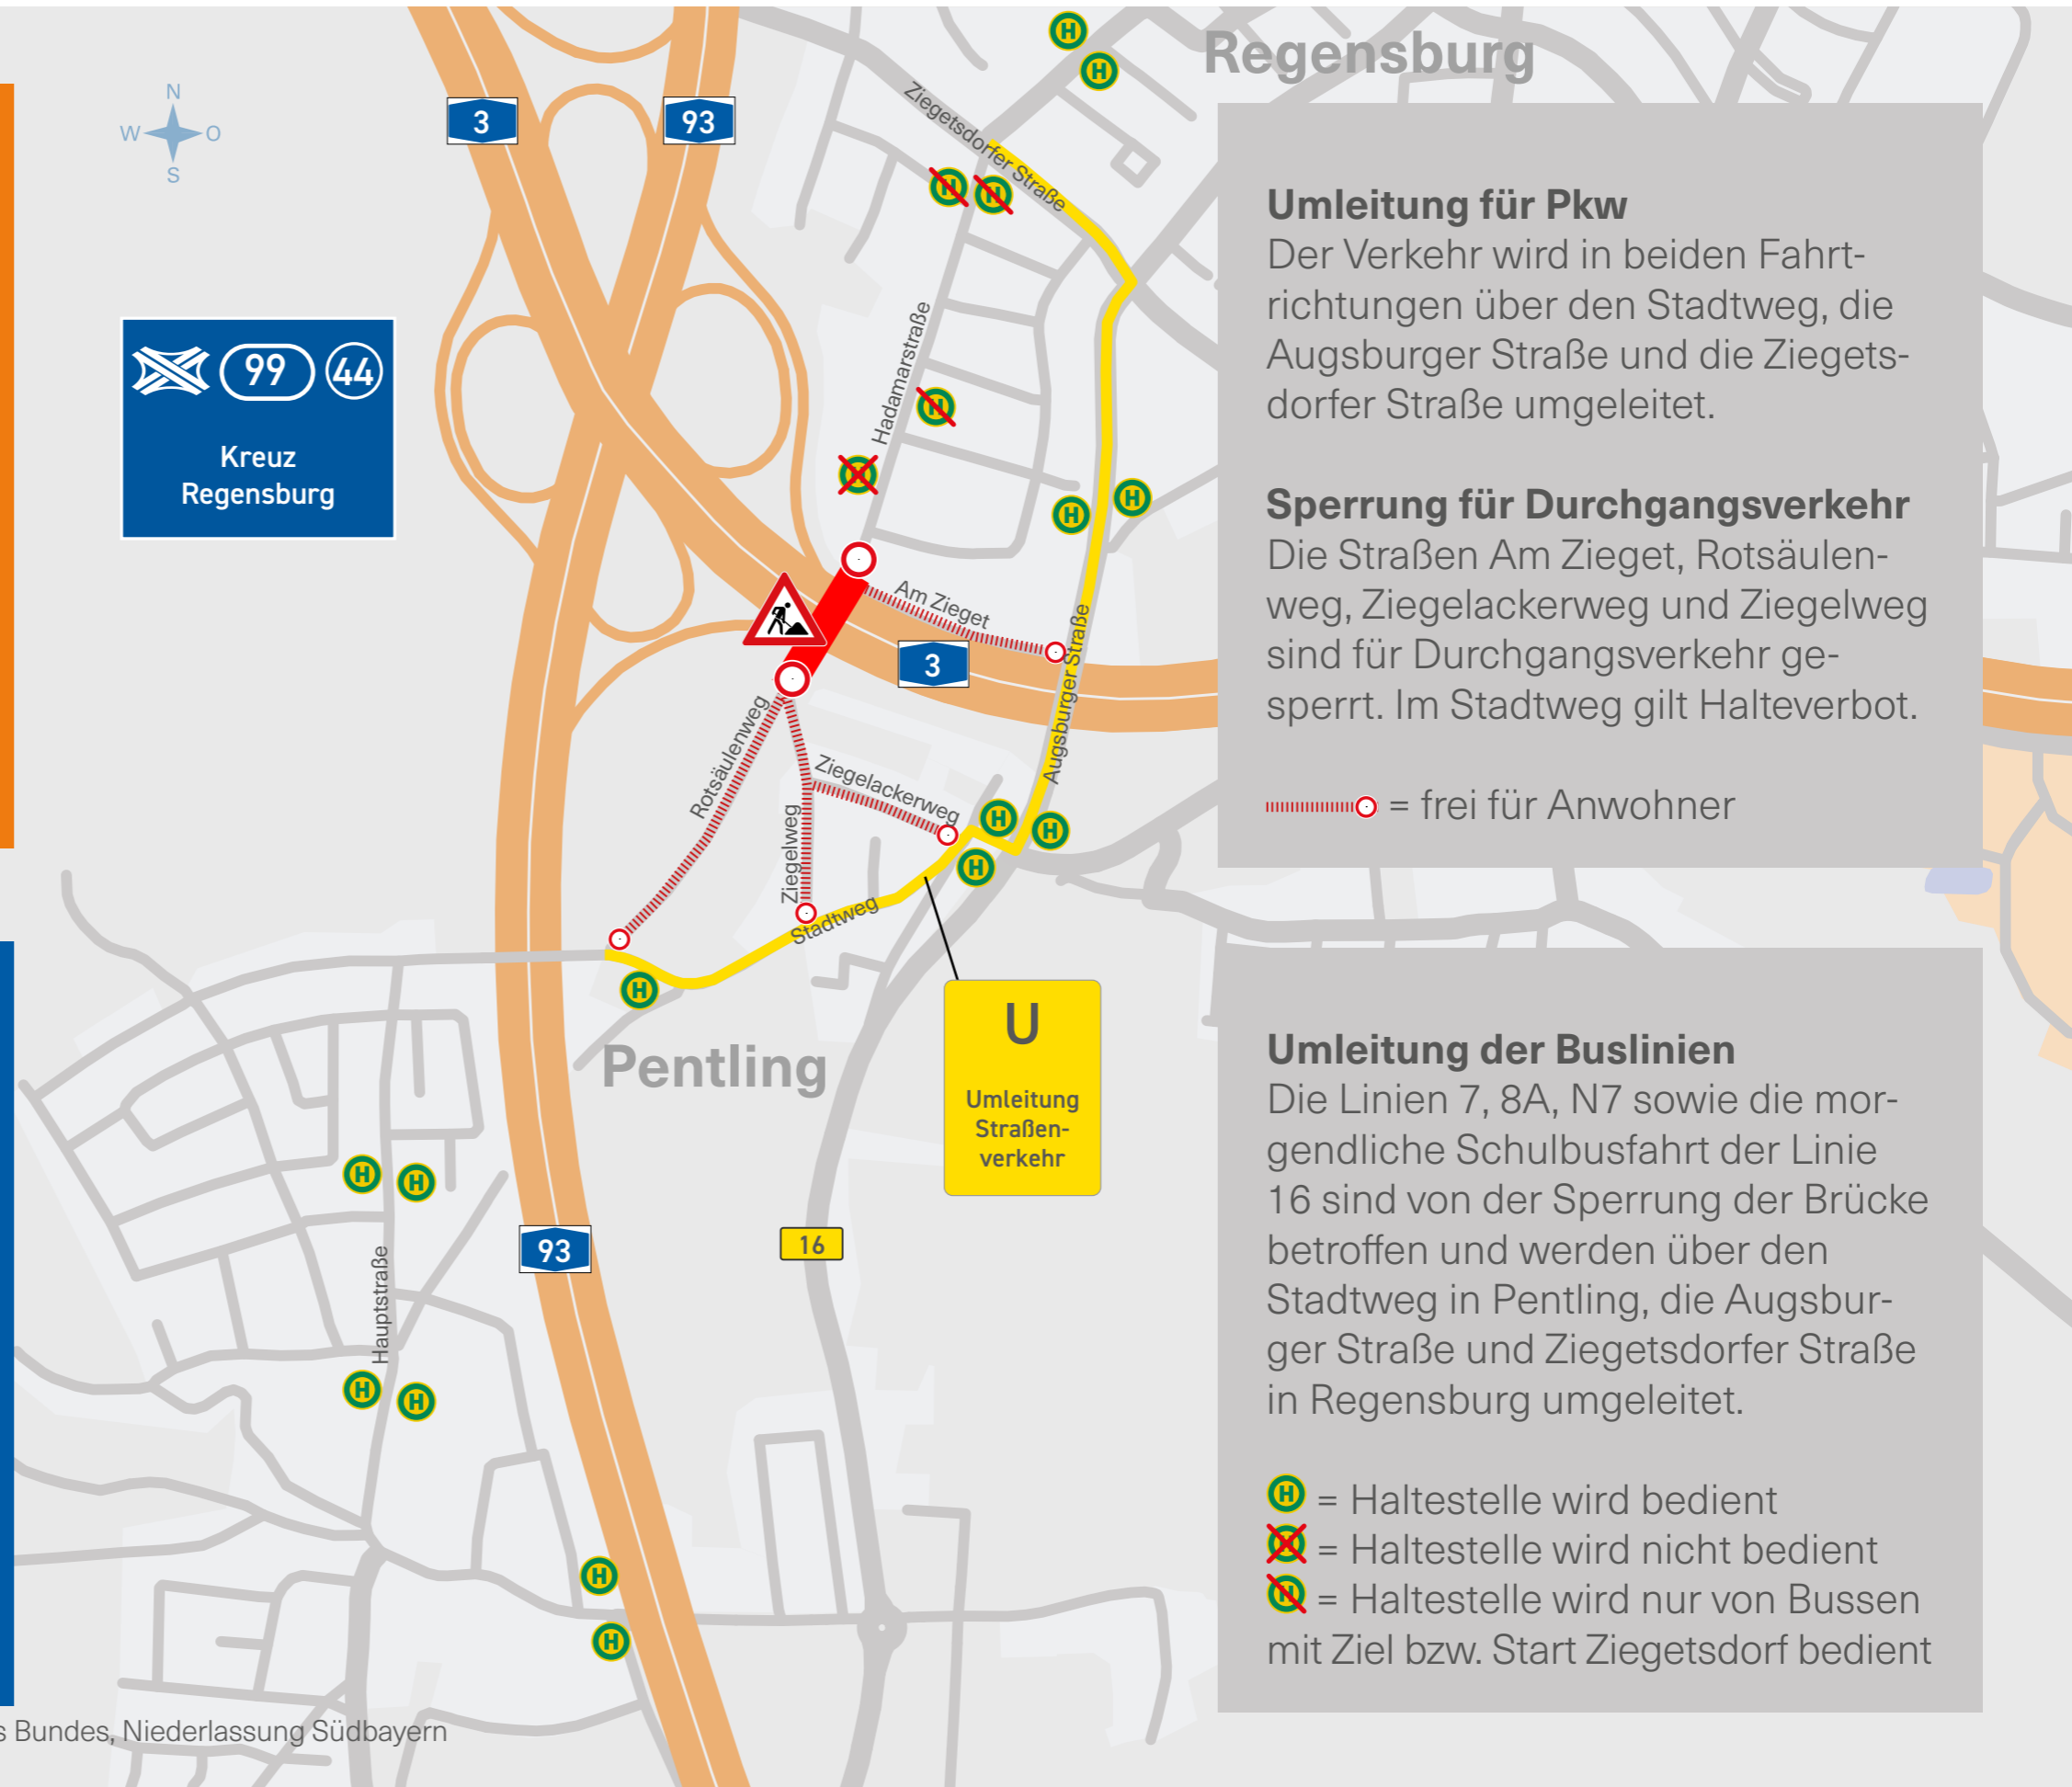 Regensburg
N
W O
S
3
93
Ziegetsdorfer Straße
H
H
H
H
99 44
Kreuz
Regensburg
Hadamarstraße
H
H
H
Am Zieget
3
Augsburger Straße
Rotsäulenweg
Ziegelackerweg
Ziegelweg
H
H
H
Stadtweg
H
Pentling
U
Umleitung
Straßen-
verkehr
H
H
93
16
Hauptstraße
H
H
H
H
s Bundes, Niederlassung Südbayern
Umleitung für Pkw
Der Verkehr wird in beiden Fahrt-
richtungen über den Stadtweg, die
Augsburger Straße und die Ziegets-
dorfer Straße umgeleitet.
Sperrung für Durchgangsverkehr
Die Straßen Am Zieget, Rotsäulen-
weg, Ziegelackerweg und Ziegelweg
sind für Durchgangsverkehr ge-
sperrt. Im Stadtweg gilt Halteverbot.
= frei für Anwohner
Umleitung der Buslinien
Die Linien 7, 8A, N7 sowie die mor-
gendliche Schulbusfahrt der Linie
16 sind von der Sperrung der Brücke
betroffen und werden über den
Stadtweg in Pentling, die Augsbur-
ger Straße und Ziegetsdorfer Straße
in Regensburg umgeleitet.
H = Haltestelle wird bedient
= Haltestelle wird nicht bedient
H = Haltestelle wird nur von Bussen
mit Ziel bzw. Start Ziegetsdorf bedient